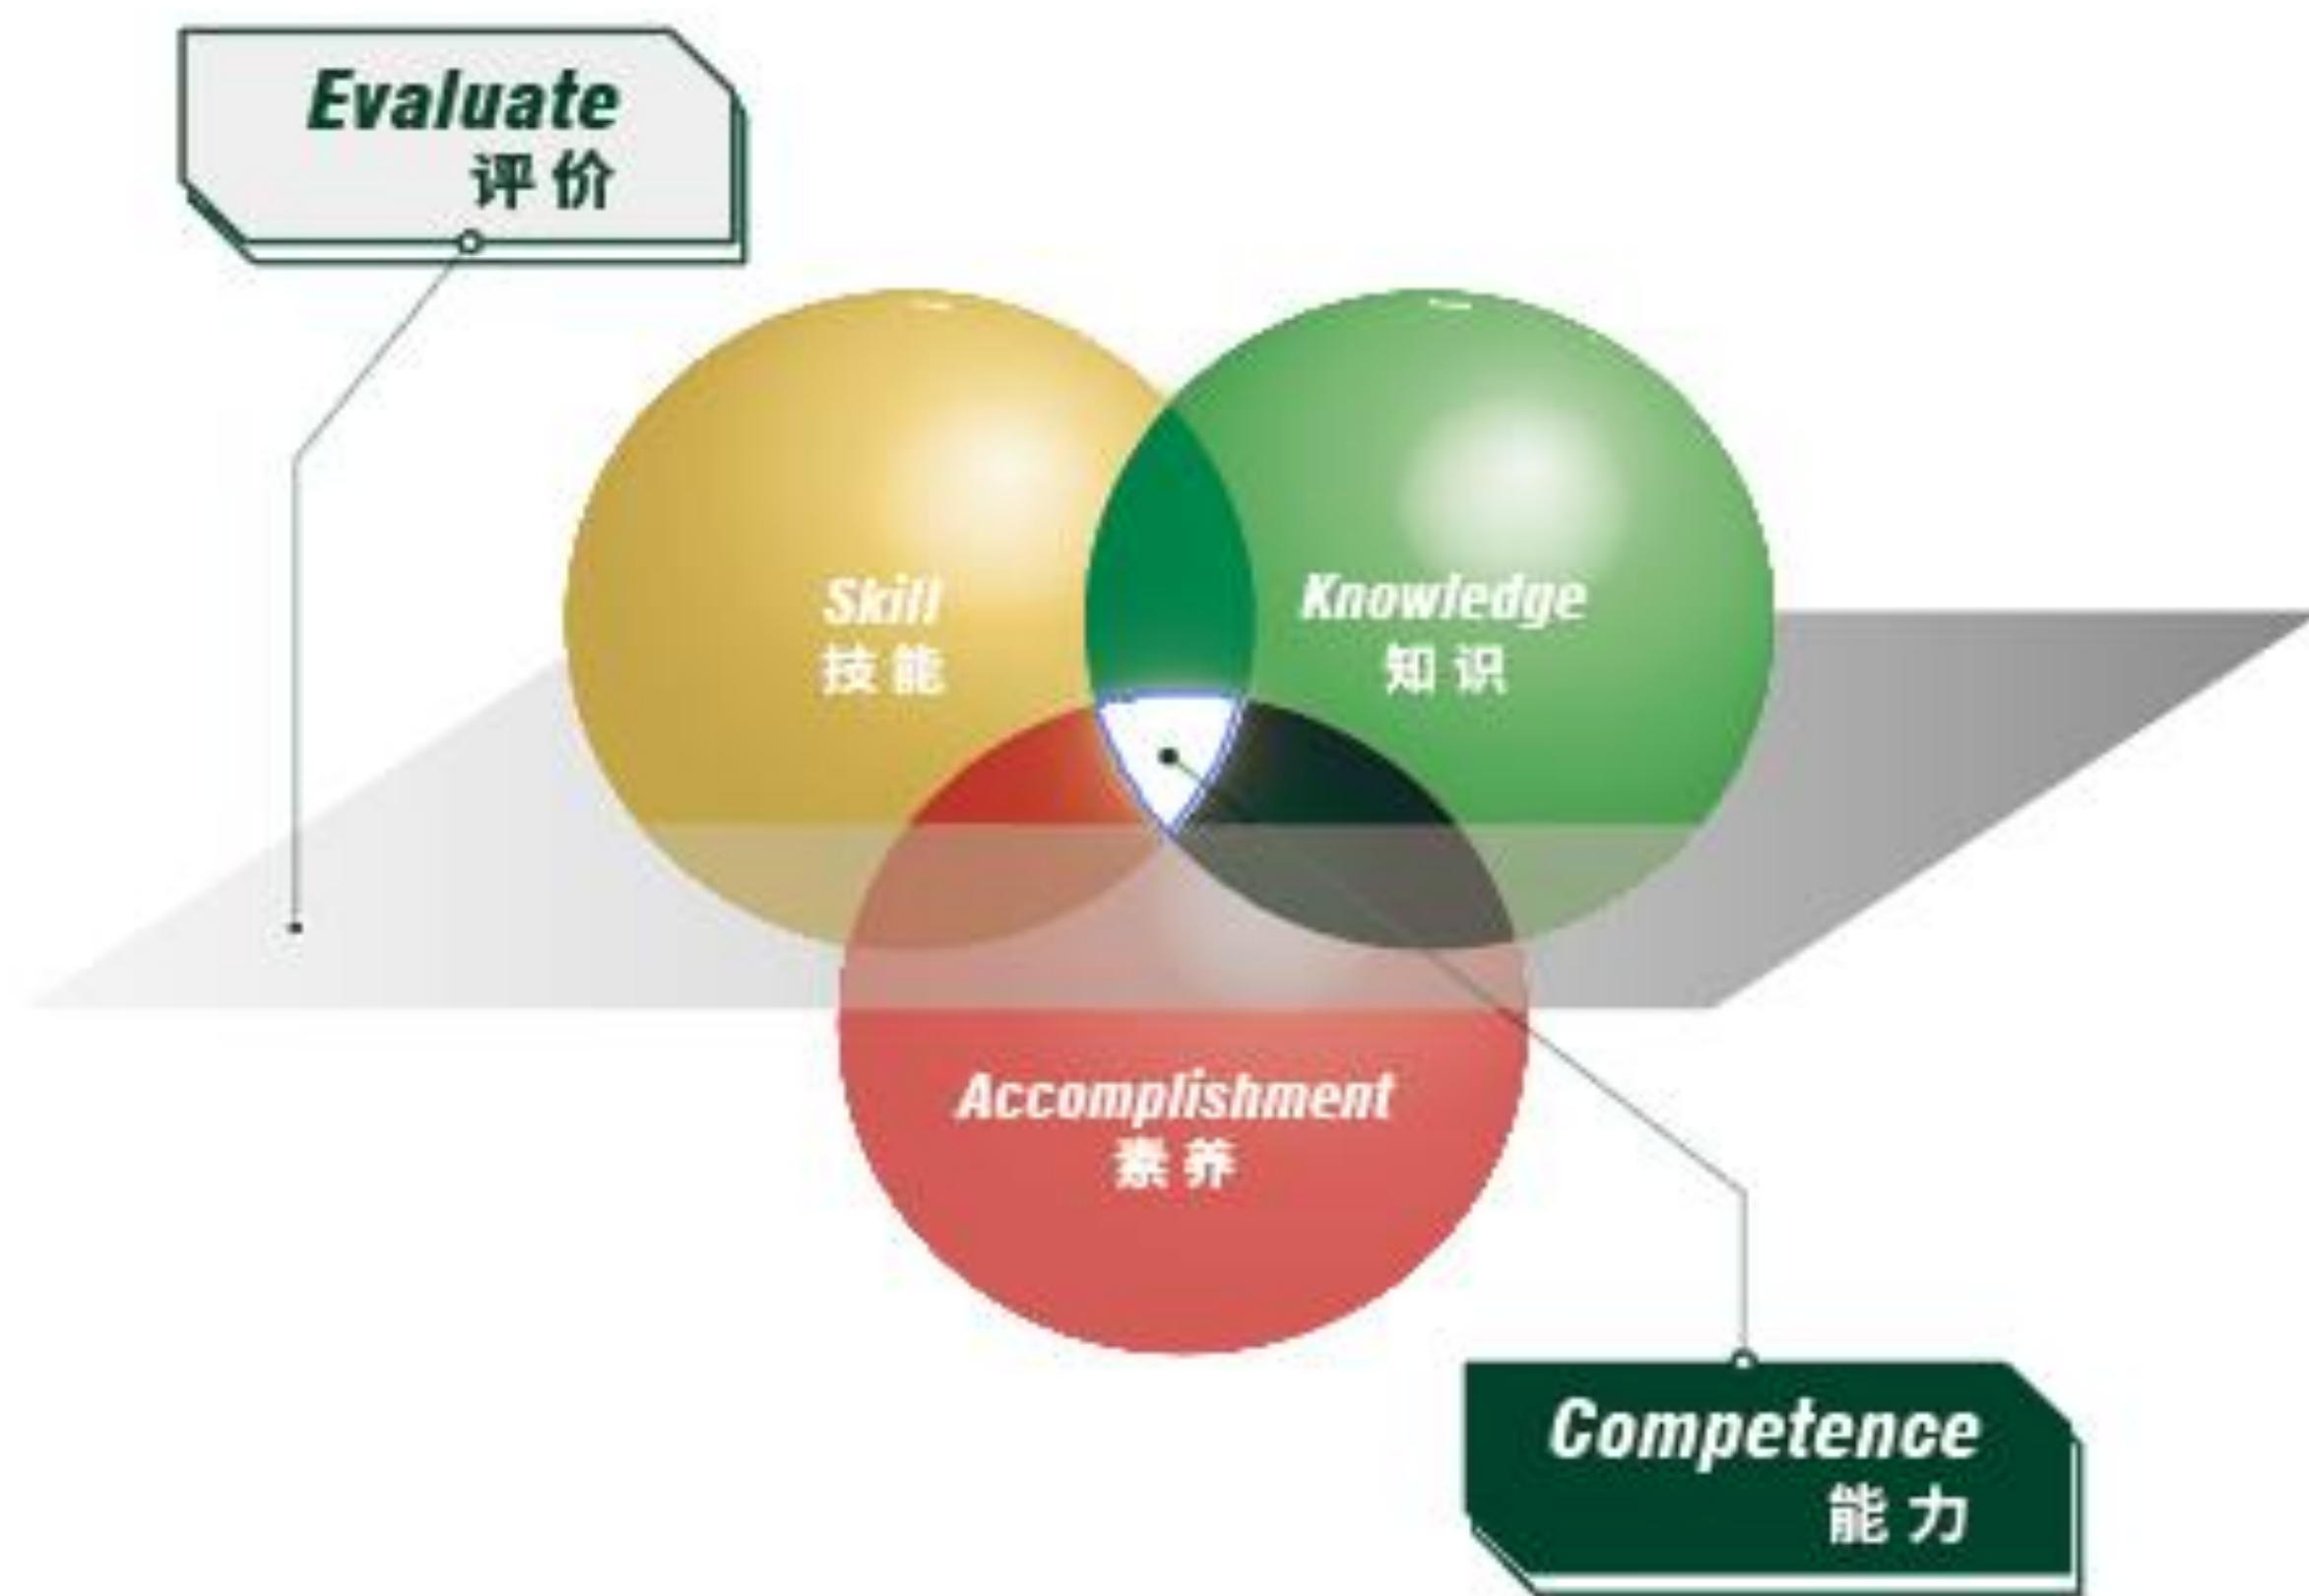 Evaluate
评价
Skill
技能
Knowledge
知识
Accomplishment
素养
Competence
能力